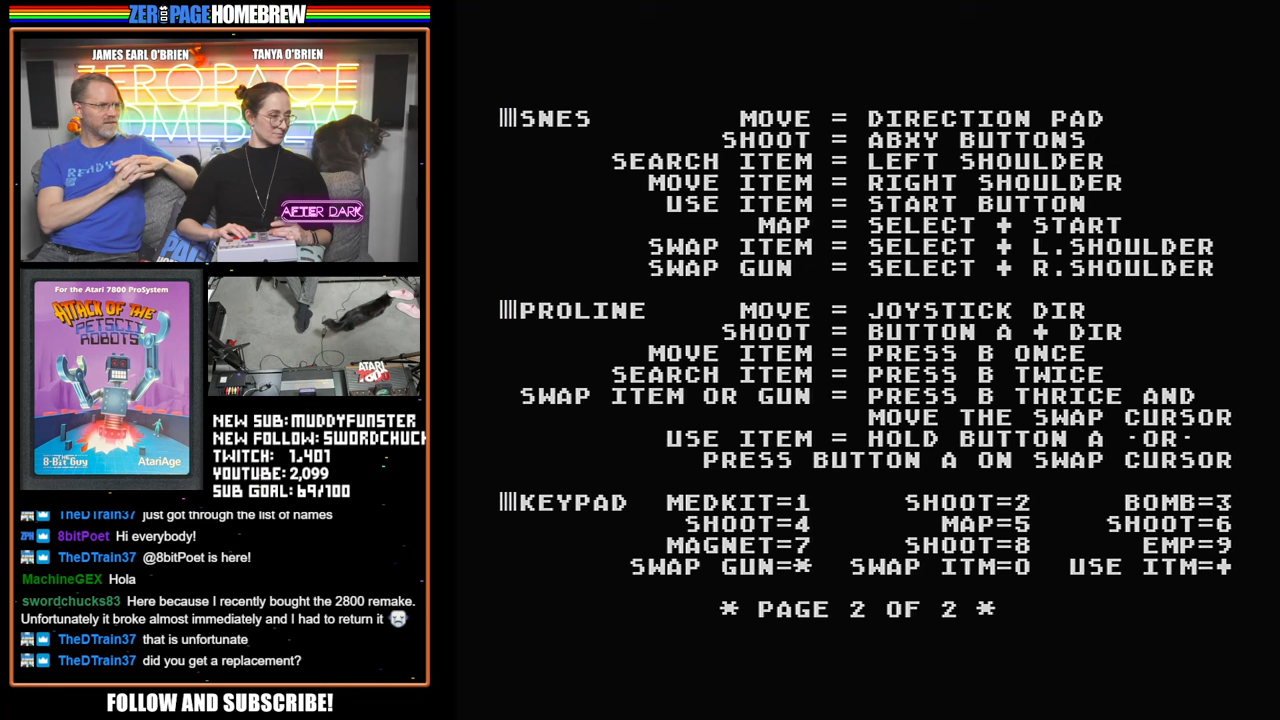 ZEROPAGE HOMEBREW
JAMES EARL O'BRIEN
TANYA O'BRIEN
ZEROPAGE
HOMEBREW
READY
AFTER DARK
For the Atari 7800 ProSystem
ATTACK OF THE
PETSCII
ROBOTS
8-Bit Guy
AtariAge
NEW SUB: MUDDYFUNSTER
NEW FOLLOW: SWORDCHUCK
TWITCH: 1,401
YOUTUBE: 2,099
SUB GOAL: 69/100
TheDTrain37 just got through the list of names
8bitPoet Hi everybody!
TheDTrain37 @8bitPoet is here!
MachineGEX Hola
swordchucks83 Here because I recently bought the 2800 remake.
Unfortunately it broke almost immediately and I had to return it
TheDTrain37 that is unfortunate
TheDTrain37 did you get a replacement?
FOLLOW AND SUBSCRIBE!
SNES MOVE = DIRECTION PAD
SHOOT = ABXY BUTTONS
SEARCH ITEM = LEFT SHOULDER
MOVE ITEM = RIGHT SHOULDER
USE ITEM = START BUTTON
MAP = SELECT + START
SWAP ITEM = SELECT + L.SHOULDER
SWAP GUN = SELECT + R.SHOULDER
PROLINE MOVE = JOYSTICK DIR
SHOOT = BUTTON A + DIR
MOVE ITEM = PRESS B ONCE
SEARCH ITEM = PRESS B TWICE
SWAP ITEM OR GUN = PRESS B THRICE AND
MOVE THE SWAP CURSOR
USE ITEM = HOLD BUTTON A -OR-
PRESS BUTTON A ON SWAP CURSOR
KEYPAD MEDKIT=1 SHOOT=2 BOMB=3
SHOOT=4 MAP=5 SHOOT=6
MAGNET=7 SHOOT=8 EMP=9
SWAP GUN=* SWAP ITM=0 USE ITM=+
* PAGE 2 OF 2 *